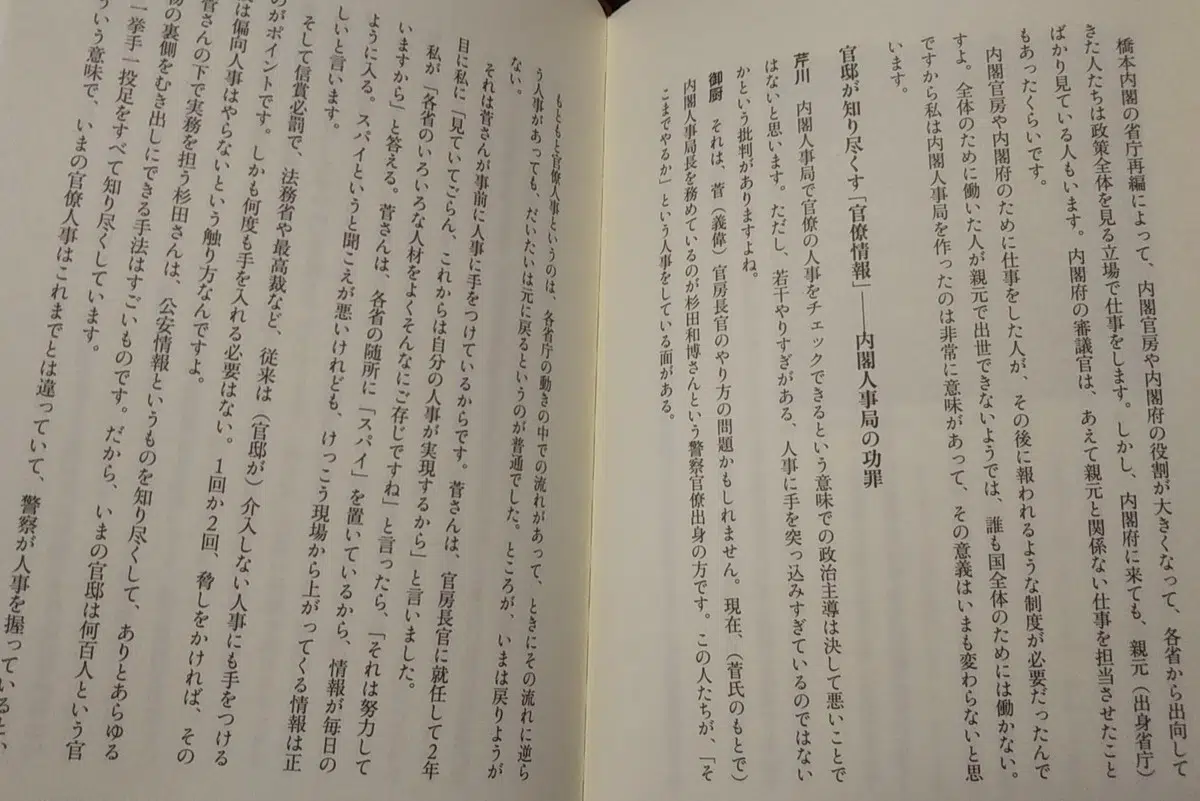 橋本内閣の省庁再編によって、内閣官房や内閣府の役割が大きくなって、各省から出向して
きた人たちは政策全体を見る立場で仕事をします。しかし、内閣府に来ても、親元（出身省庁）
ばかり見ている人もいます。内閣府の審議官は、あえて親元と関係ない仕事を担当させたこと
もあったくらいです。
内閣官房や内閣府のために仕事をした人が、その後に報われるような制度が必要だったんで
すよ。全体のために働いた人が親元で出世できないようでは、誰も国全体のためには働かない。
ですから私は内閣人事局を作ったのは非常に意味があって、その意義はいまも変わらないと思
います。
官邸が知り尽くす「官僚情報」──内閣人事局の功罪
芹川　内閣人事局で官僚の人事をチェックできるという意味での政治主導は決して悪いことで
はないと思います。ただし、若干やりすぎがある、人事に手を突っ込みすぎているのではない
かという批判がありますよね。
御厨　それは、菅（義偉）官房長官のやり方の問題かもしれません。現在、（菅氏のもとで）
内閣人事局長を務めているのが杉田和博さんという警察官僚出身の方です。この人たちが、「そ
こまでやるか」という人事をしている面がある。
もともと官僚人事というのは、各省庁の動きの中での流れがあって、ときにその流れに逆ら
う人事があっても、だいたいは元に戻るというのが普通でした。ところが、いまは戻りようが
ない。
それは菅さんが事前に人事に手をつけているからです。菅さんは、官房長官に就任して2年
目に私に「見ていてごらん、これからは自分の人事が実現するから」と言いました。
私が「各省のいろいろな人材をよくそんなにご存じですね」と言ったら、「それは努力して
いますから」と答える。菅さんは、各省の随所に「スパイ」を置いているから、情報が毎日の
ように入る。スパイというと聞こえが悪いけれども、けっこう現場から上がってくる情報は正
しいと言います。
そして信賞必罰で、法務省や最高裁など、従来は（官邸が）介入しない人事にも手をつける
のがポイントです。しかも何度も手を入れる必要はない。1回か2回、脅しをかければ、その
は偏向人事はやらないという触り方なんですよ。
菅さんの下で実務を担う杉田さんは、公安情報というものを知り尽くして、ありとあらゆる
物の裏側をむき出しにできる手法はすごいものです。だから、いまの官邸は何百人という官
一挙手一投足をすべて知り尽くしています。
ういう意味で、いまの官僚人事はこれまでとは違っていて、警察が人事を握っていると、